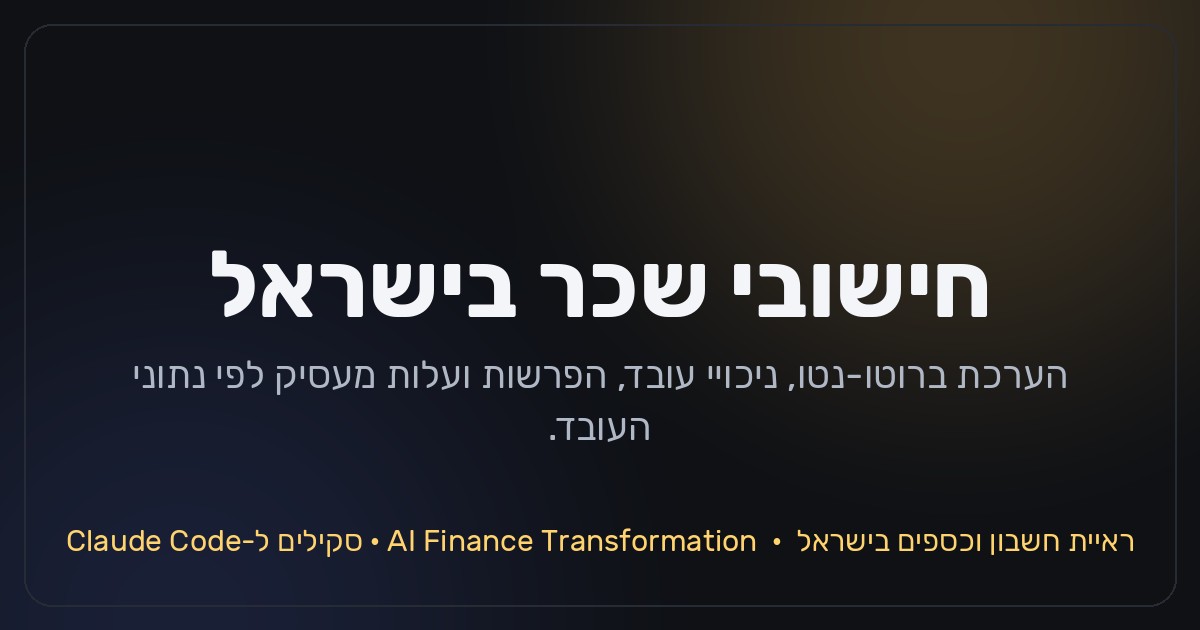 חישובי שכר בישראל
הערכת ברוטו-נטו, ניכויי עובד, הפרשות ועלות מעסיק לפי נתוני
העובד.
ראיית חשבון וכספים בישראל • AI Finance Transformation • סקילים ל-Claude Code